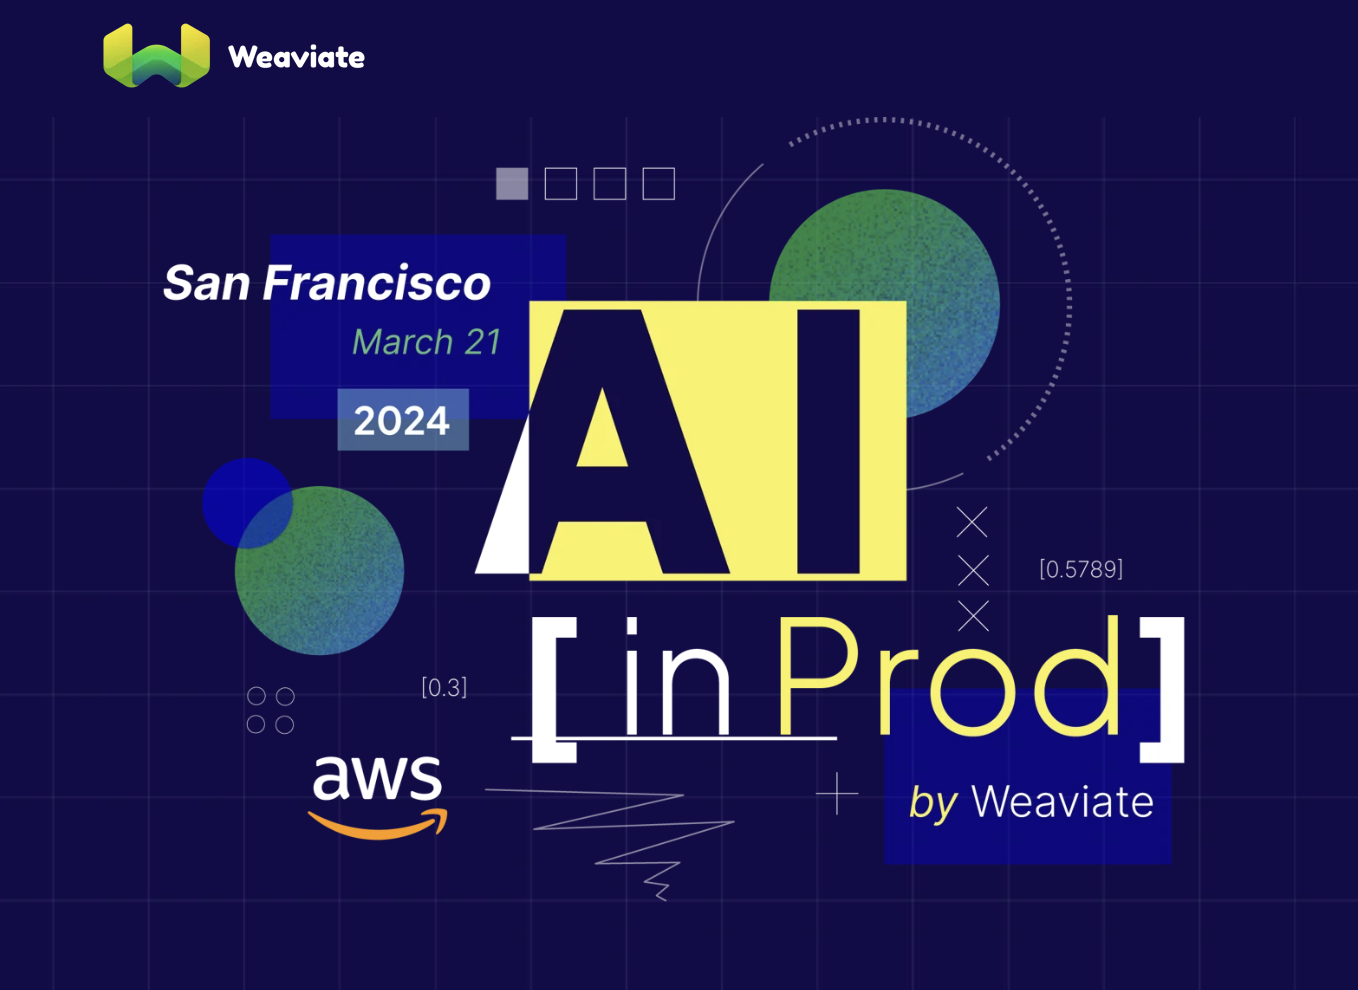 Weaviate
San Francisco
March 21
2024
AI
[0.5789]
[in Prod]
[0.3]
aws
by Weaviate